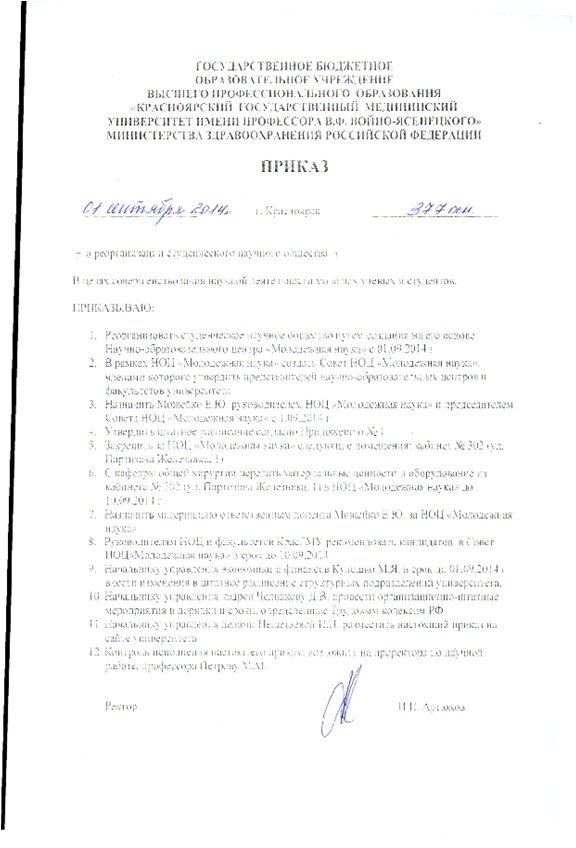 ГОСУДАРСТВЕННОЕ БЮДЖЕТНОЕ
ОБРАЗОВАТЕЛЬНОЕ УЧРЕЖДЕНИЕ
ВЫСШЕГО ПРОФЕССИОНАЛЬНОГО ОБРАЗОВАНИЯ
«КРАСНОЯРСКИЙ ГОСУДАРСТВЕННЫЙ МЕДИЦИНСКИЙ
УНИВЕРСИТЕТ ИМЕНИ ПРОФЕССОРА В.Ф. ВОЙНО-ЯСЕНЕЦКОГО»
МИНИСТЕРСТВА ЗДРАВООХРАНЕНИЯ РОССИЙСКОЙ ФЕДЕРАЦИИ
ПРИКАЗ
01 сентября 2014г. г. Красноярск 377 осн.
о реорганизации студенческого научного общества
В целях совершенствования научной деятельности молодых ученых и студентов,
ПРИКАЗЫВАЮ:
1. Реорганизовать студенческое научное общество путем создания на его основе
Научно-образовательного центра «Молодежная наука» с 01.09.2014 г
2. В рамках НОЦ «Молодежная наука» создать Совет НОЦ «Молодежная наука»,
членами которого утвердить представителей научно-образовательных центров и
факультетов университета
3. Назначить Можейко Е.Ю. руководителем НОЦ «Молодежная наука» и председателем
Совета НОЦ «Молодежная наука» с 1.09.2014 г
4. Утвердить штатное расписание согласно Приложению № 1
5. Закрепить за НОЦ «Молодежная наука» следующие помещения: кабинет № 302 (ул.
Партизана Железняка, 1)
6. С кафедры общей хирургии передать материальные ценности и оборудование из
кабинета № 302 (ул. Партизана Железняка, 1) в НОЦ «Молодежная наука» до
10.09.2014 г
7. Назначить материально ответственным доцента Можейко Е.Ю. за НОЦ «Молодежная
наука»
8. Руководителям НОЦ и факультетов КрасГМУ рекомендовать кандидатов в Совет
НОЦ«Молодежная наука» в срок до 10.09.2014
9. Начальнику управления экономики и финансов Кулешко М.Я. в срок до 01.09.2014 г
внести изменения в штатное расписание структурных подразделений университета.
10. Начальнику управления кадров Челнакову Д.В. провести организационно-штатные
мероприятия в порядке и сроки, определенные Трудовым кодексом РФ
11. Начальнику управления делами разместить настоящий приказ на
сайте университета
12. Контроль исполнения настоящего приказа возложить на проректора по научной
работе, профессора Петрову М.М.
Ректор И.П. Артюхов